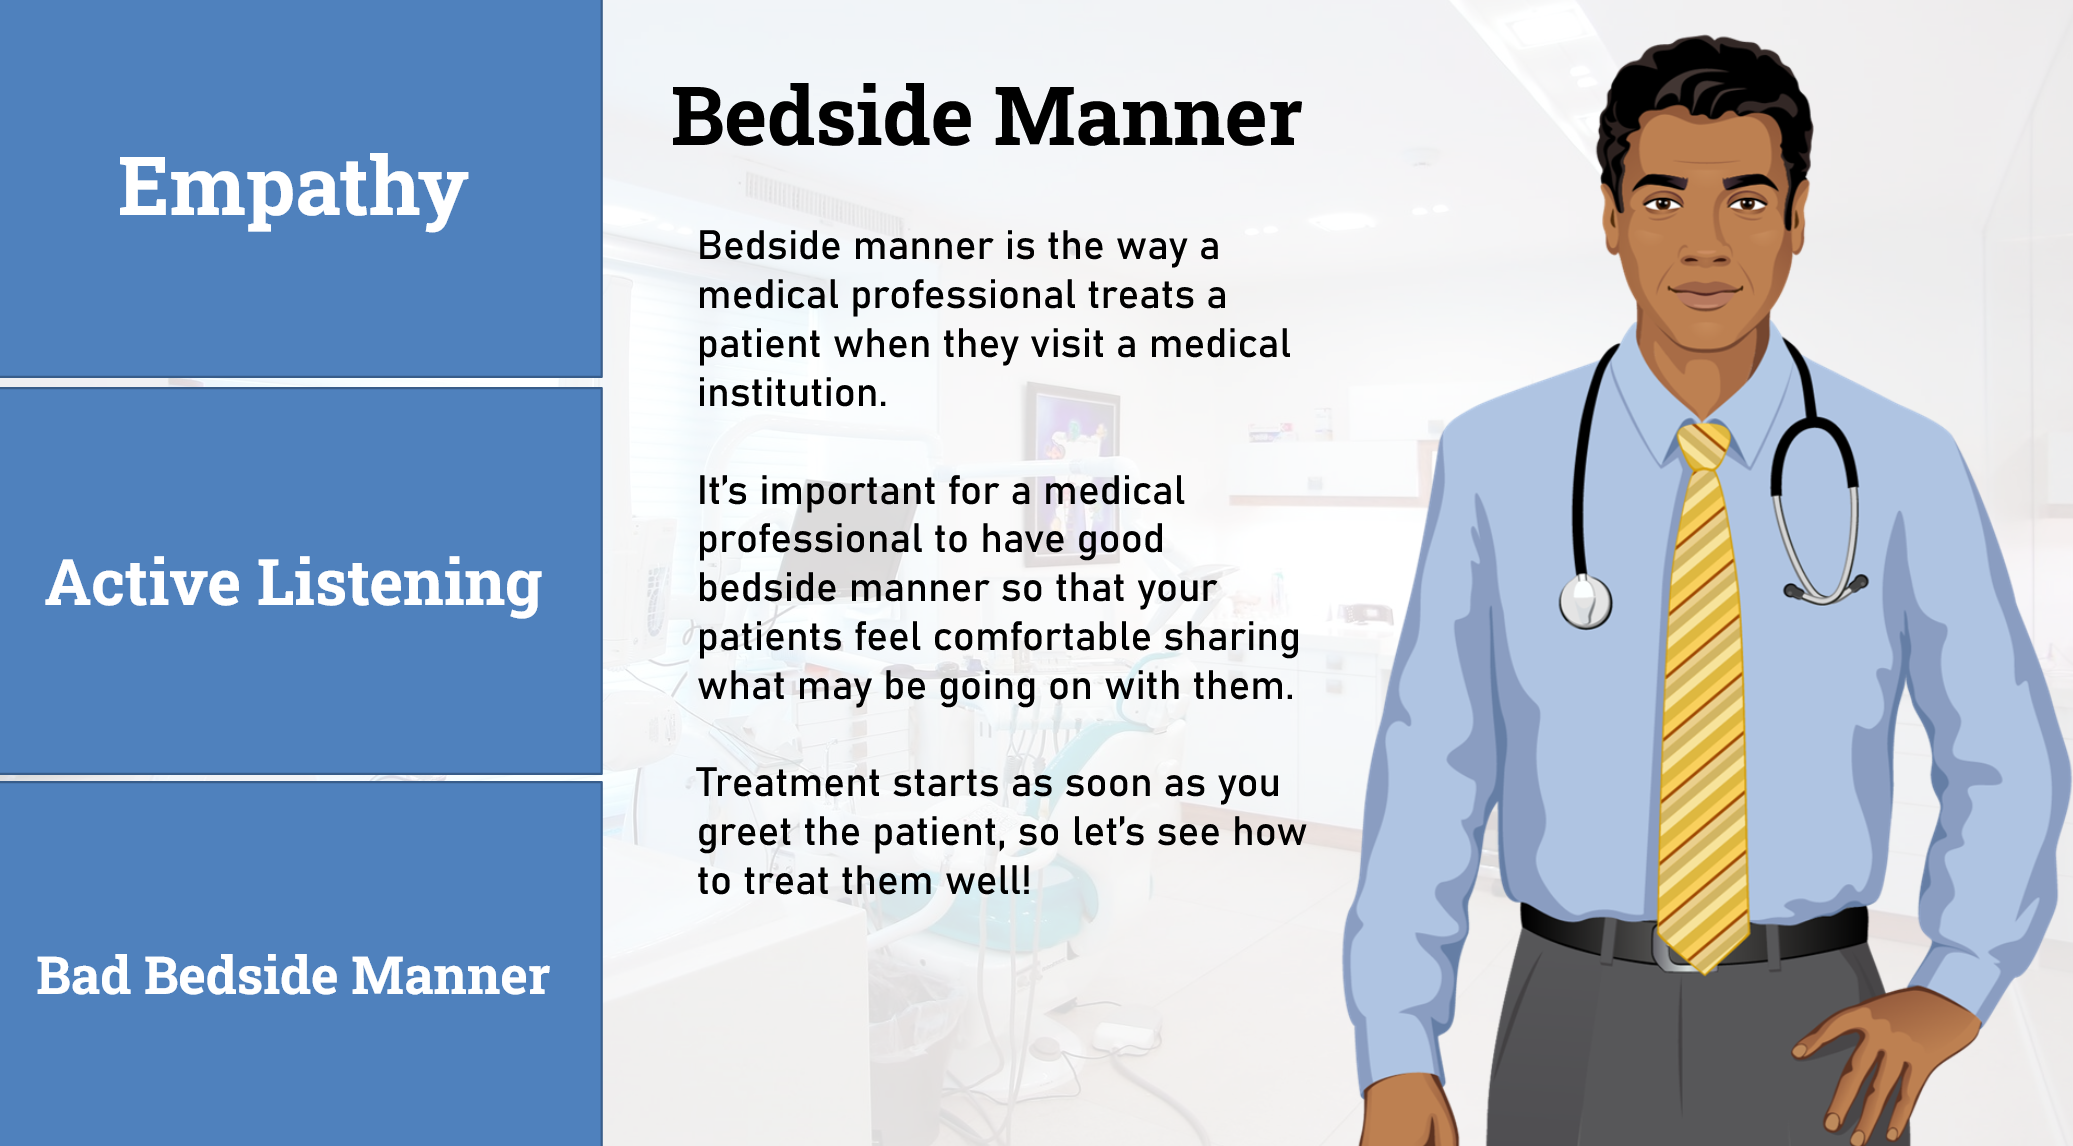 Empathy
Active Listening
Bad Bedside Manner
Bedside Manner
Bedside manner is the way a
medical professional treats a
patient when they visit a medical
institution.
It's important for a medical
professional to have good
bedside manner so that your
patients feel comfortable sharing
what may be going on with them.
Treatment starts as soon as you
greet the patient, so let's see how
to treat them well!